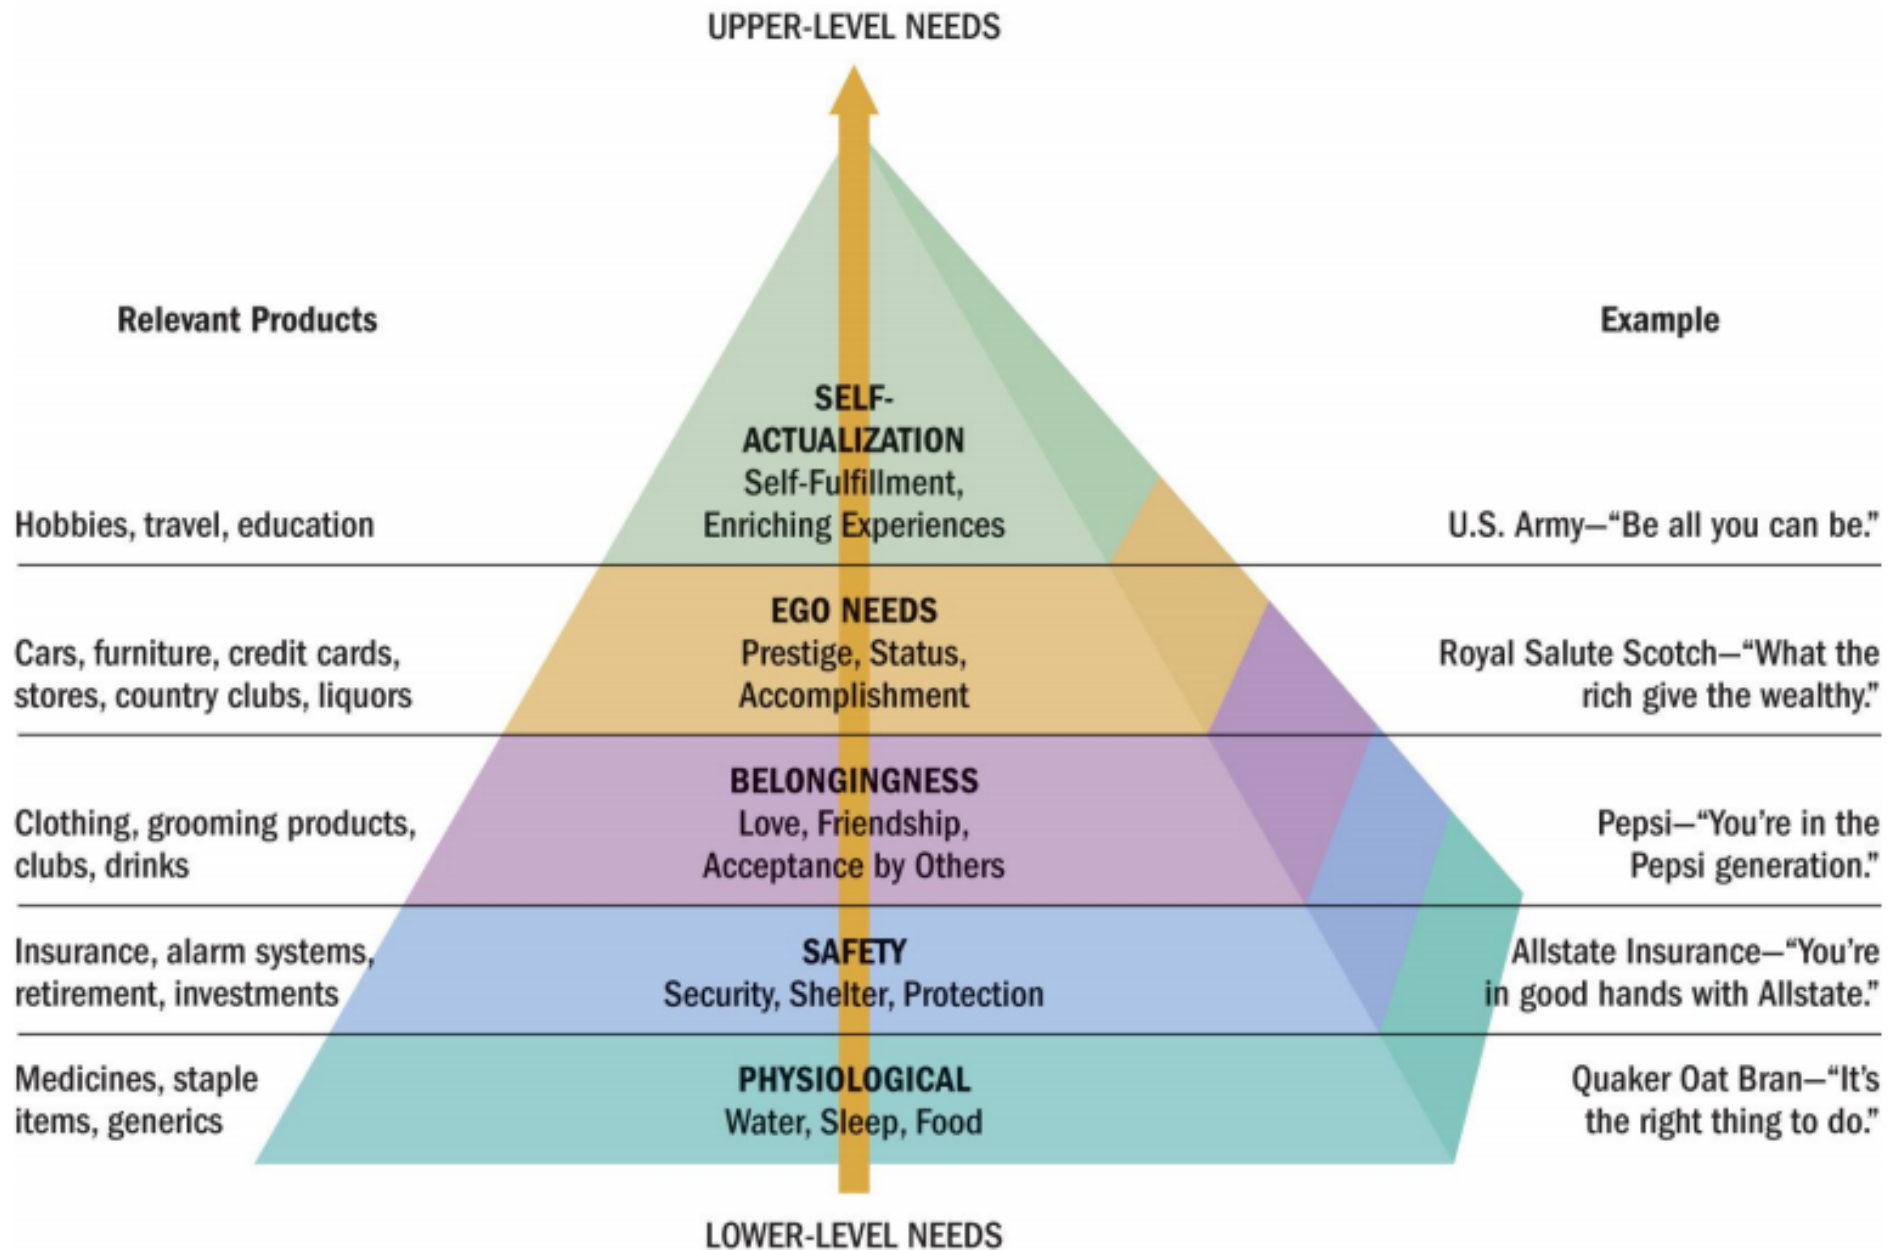 UPPER-LEVEL NEEDS
Relevant Products
Example
SELF-
ACTUALIZATION
Self-Fulfillment,
Enriching Experiences
Hobbies, travel, education
U.S. Army—“Be all you can be.”
EGO NEEDS
Prestige, Status,
Accomplishment
Cars, furniture, credit cards,
stores, country clubs, liquors
Royal Salute Scotch—“What the
rich give the wealthy.”
BELONGINGNESS
Love, Friendship,
Acceptance by Others
Clothing, grooming products,
clubs, drinks
Pepsi—“You’re in the
Pepsi generation.”
SAFETY
Security, Shelter, Protection
Insurance, alarm systems,
retirement, investments
Allstate Insurance—“You’re
in good hands with Allstate.”
PHYSIOLOGICAL
Water, Sleep, Food
Medicines, staple
items, generics
Quaker Oat Bran—“It’s
the right thing to do.”
LOWER-LEVEL NEEDS